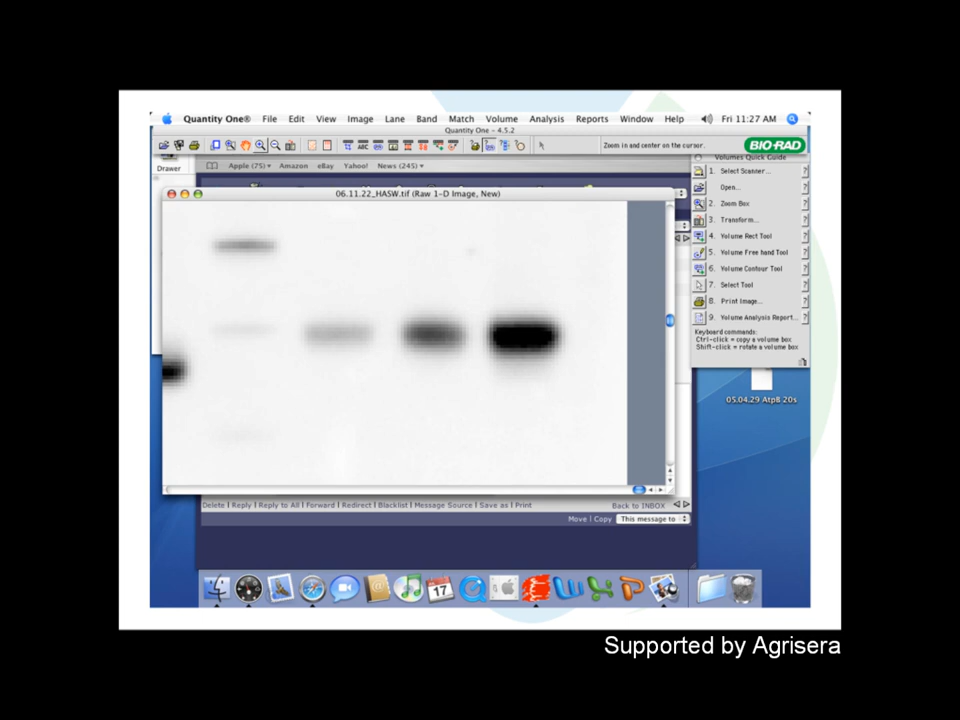 Quantity One® File Edit View Image Lane Band Match Volume Analysis Reports Window Help Fri 11:27 AM
Quantity One - 4.5.2
ABC Zoom in and center on the cursor. BIO-RAD
Volumes Quick Guide
Drawer Apple (75) Amazon eBay Yahoo! News (245)
1. Select Scanner... ?
Open... ?
06.11.22_HASW.tif (Raw 1-D Image, New)
2. Zoom Box ?
3. Transform... ?
4. Volume Rect Tool ?
5. Volume Free hand Tool ?
6. Volume Contour Tool ?
7. Select Tool ?
8. Print Image... ?
9. Volume Analysis Report... ?
Keyboard commands:
Ctrl-click = copy a volume box
Shift-click = rotate a volume box
05.04.29 AtpB 20s
Delete | Reply | Reply to All | Forward | Redirect | Blacklist | Message Source | Save as | Print Back to INBOX
Move | Copy This message to
17
Supported by Agrisera